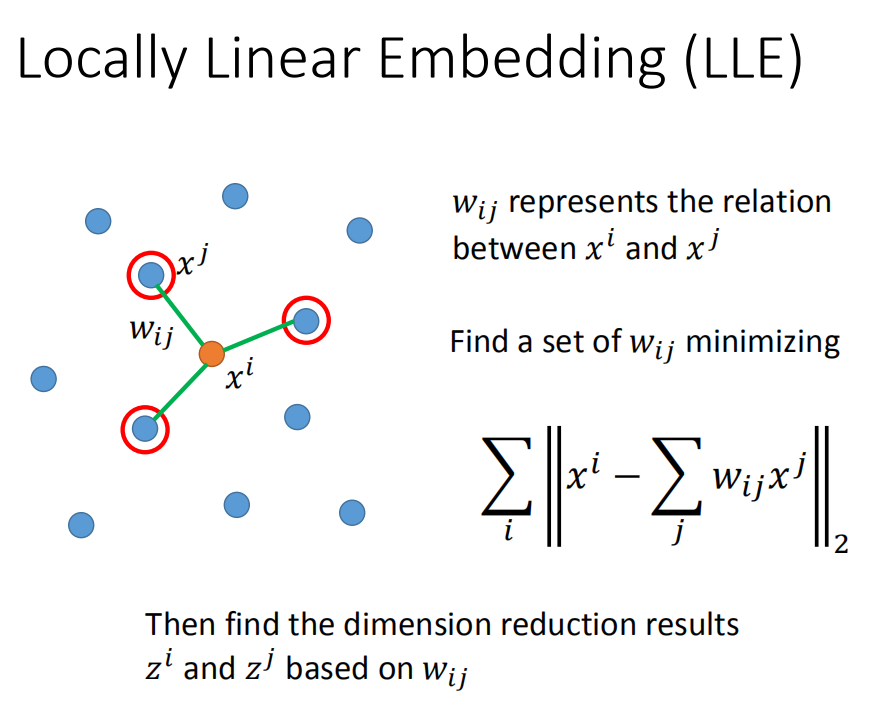 Locally Linear Embedding (LLE)
w_{ij} represents the relation
between x^i and x^j
x^j
w_{ij}
x^i
Find a set of w_{ij} minimizing
\sum_i \left\| x^i - \sum_j w_{ij} x^j \right\|_2
Then find the dimension reduction results
z^i and z^j based on w_{ij}